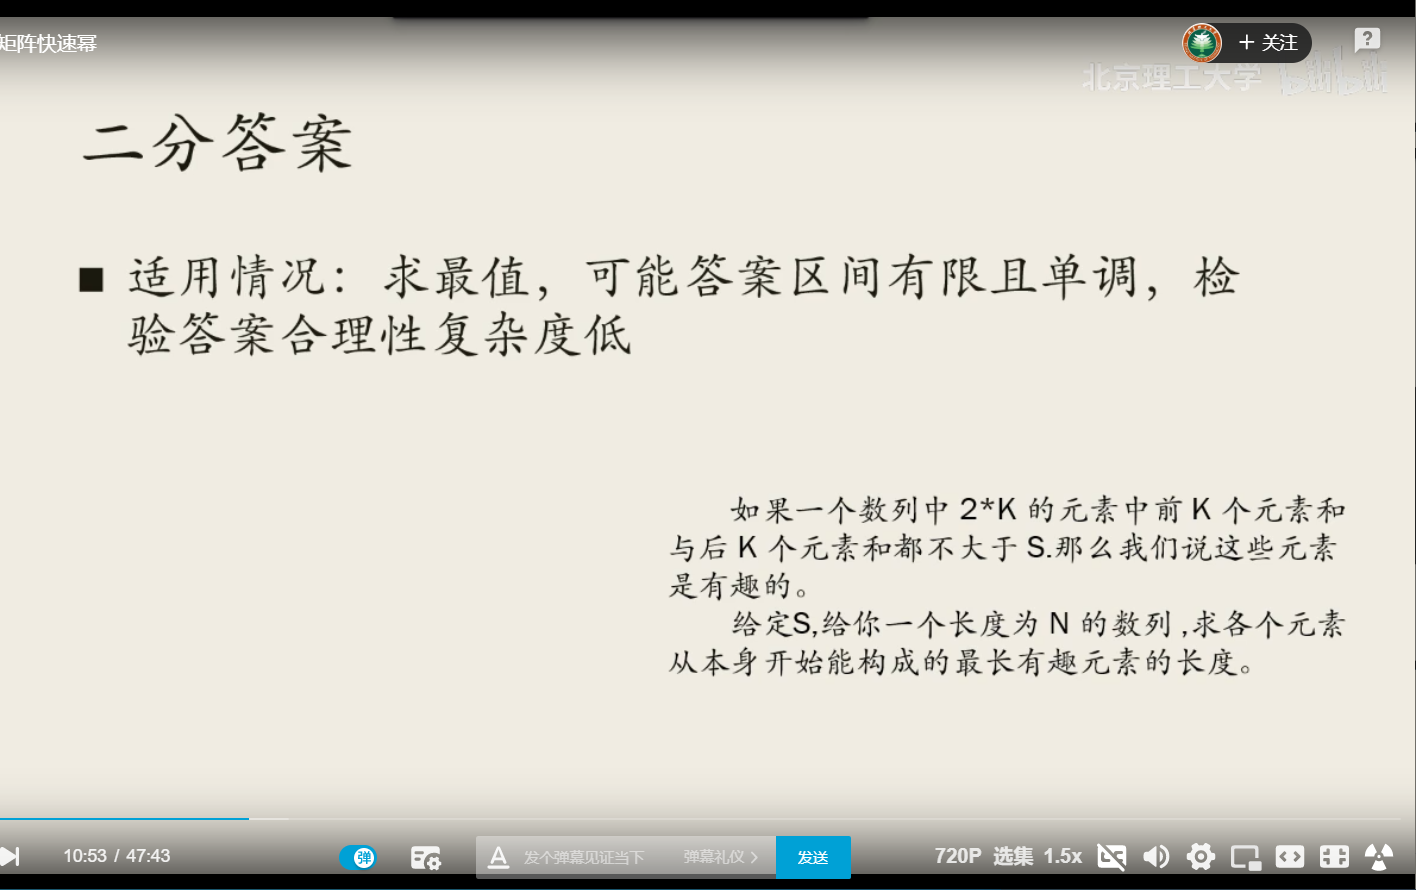 矩阵快速幂
+ 关注
北京理工大学 bilibili
二分答案
■ 适用情况：求最值，可能答案区间有限且单调，检
验答案合理性复杂度低
如果一个数列中 2*K 的元素中前 K 个元素和
与后 K 个元素和都不大于 S.那么我们说这些元素
是有趣的。
给定S,给你一个长度为 N 的数列 ,求各个元素
从本身开始能构成的最长有趣元素的长度。
10:53 / 47:43 弹 A 发个弹幕见证当下 弹幕礼仪 > 发送 720P 选集 1.5x